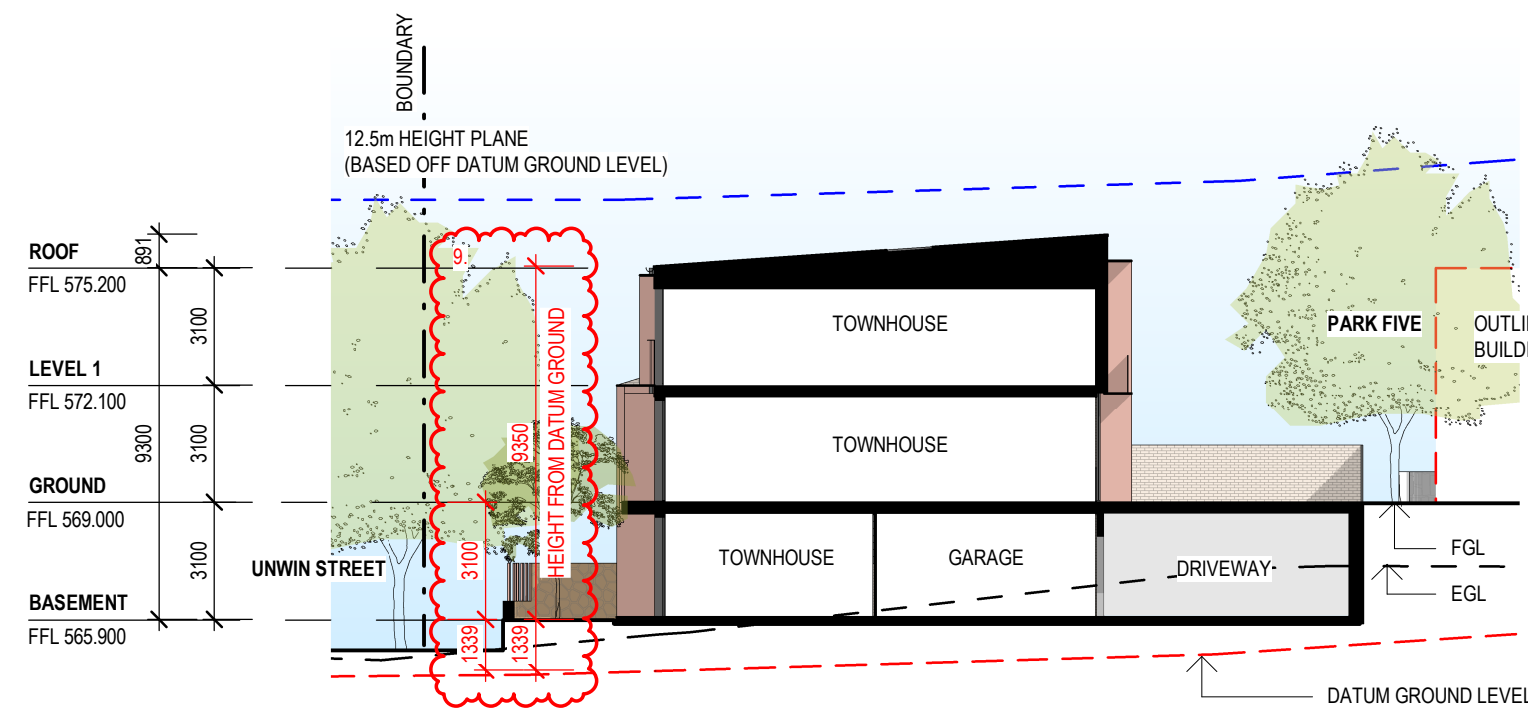 BOUNDARY
12.5m HEIGHT PLANE
(BASED OFF DATUM GROUND LEVEL)
891
ROOF
FFL 575.200
9.
3100
TOWNHOUSE
PARK FIVE
LEVEL 1
FFL 572.100
9300
3100
9350
HEIGHT FROM DATUM GROUND
TOWNHOUSE
GROUND
FFL 569.000
3100
3100
UNWIN STREET
TOWNHOUSE
GARAGE
DRIVEWAY
FGL
EGL
BASEMENT
FFL 565.900
1339
1339
DATUM GROUND LEVEL